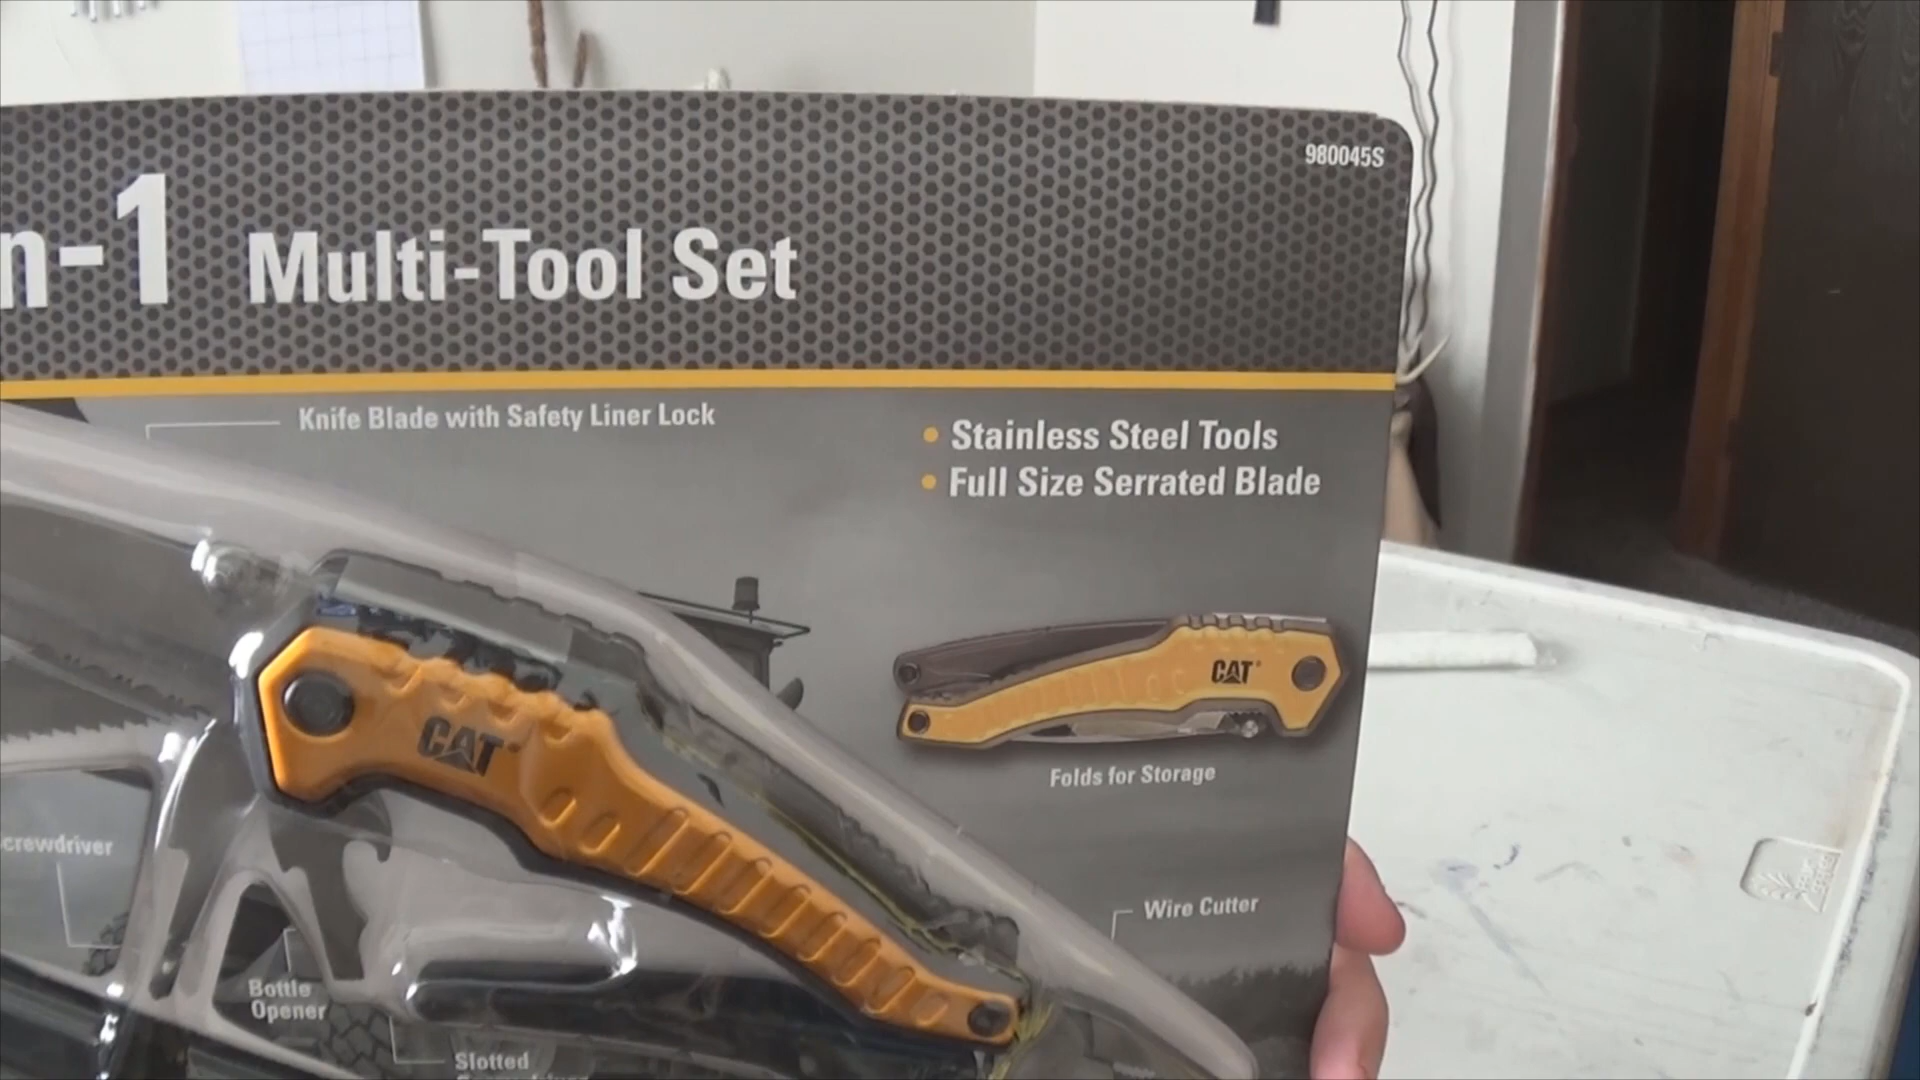 980045S
n-1 Multi-Tool Set
Knife Blade with Safety Liner Lock
• Stainless Steel Tools
• Full Size Serrated Blade
CAT®
CAT®
Folds for Storage
crewdriver
Wire Cutter
Bottle
Opener
Slotted